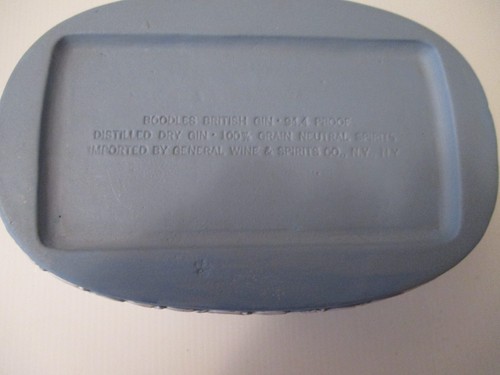 BOODLES BRITISH GIN • 94.4 PROOF
DISTILLED DRY GIN • 100% GRAIN NEUTRAL SPIRITS
IMPORTED BY GENERAL WINE & SPIRITS CO., N.Y. N.Y.